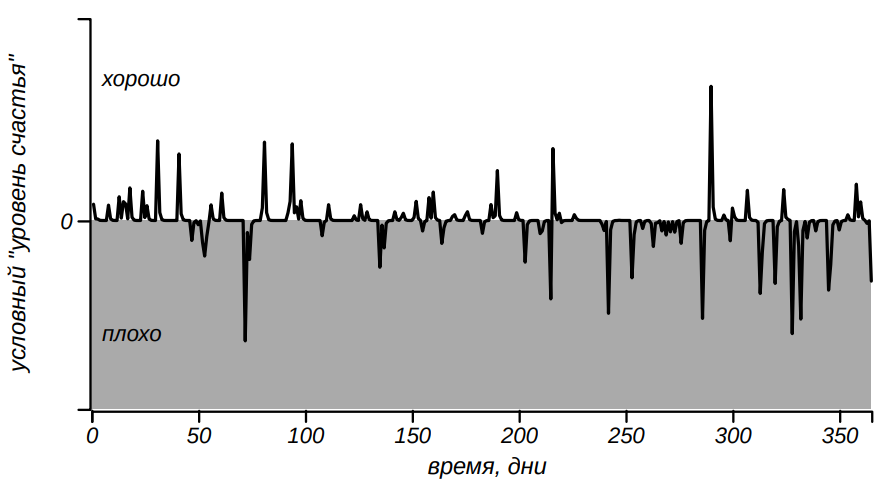 условный "уровень счастья"
хорошо
0
плохо
0 50 100 150 200 250 300 350
время, дни